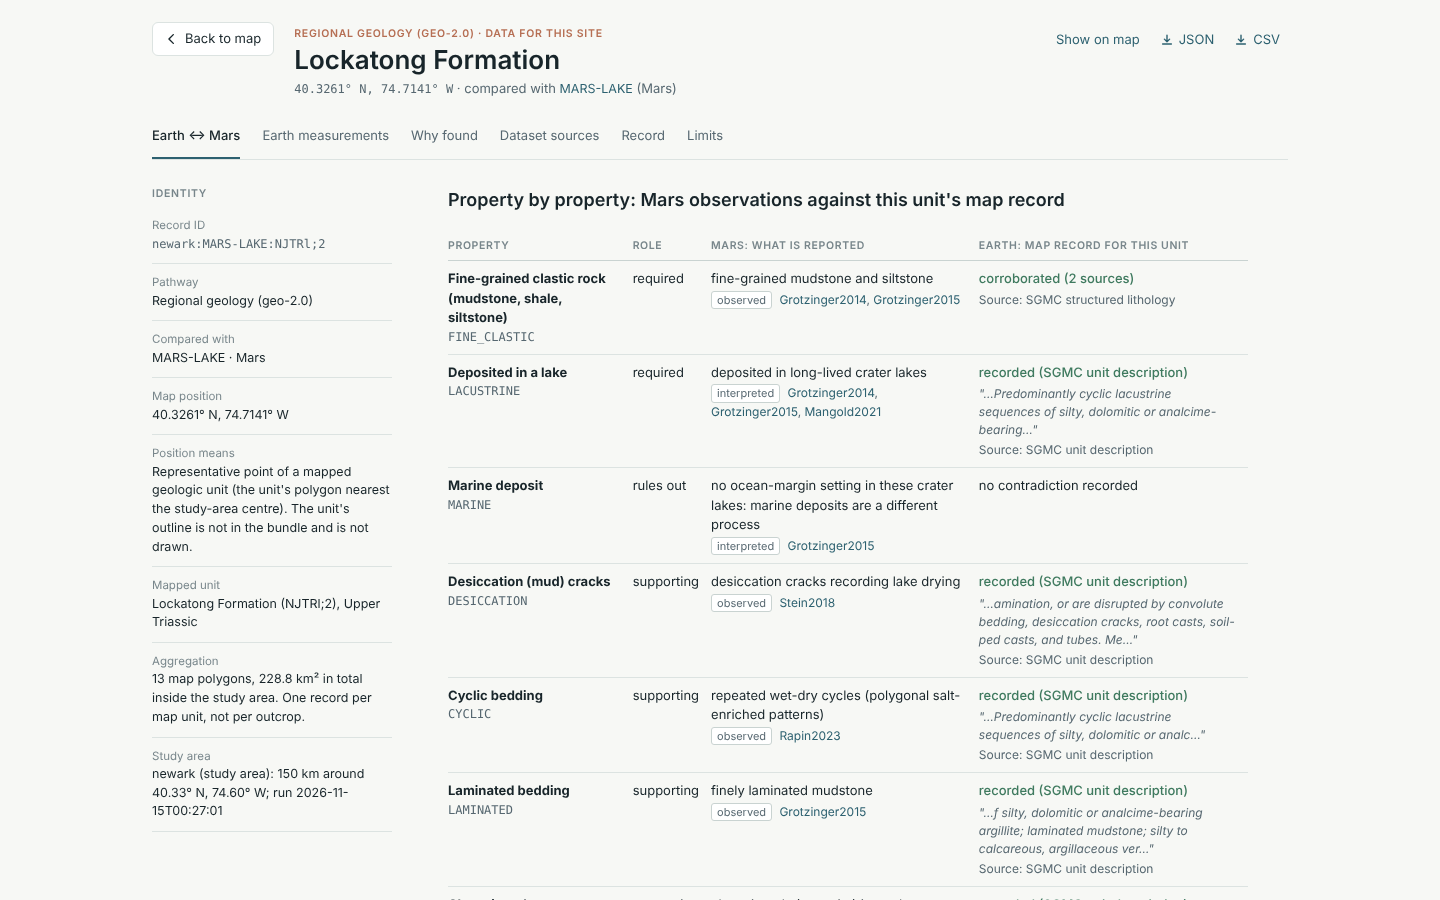 Back to map
REGIONAL GEOLOGY (GEO-2.0) · DATA FOR THIS SITE
Lockatong Formation
40.3261° N, 74.7141° W · compared with MARS-LAKE (Mars)
Show on map
JSON
CSV
Earth ↔ Mars
Earth measurements
Why found
Dataset sources
Record
Limits
IDENTITY
Record ID
newark:MARS-LAKE:NJTRl;2
Pathway
Regional geology (geo-2.0)
Compared with
MARS-LAKE · Mars
Map position
40.3261° N, 74.7141° W
Position means
Representative point of a mapped
geologic unit (the unit's polygon nearest
the study-area centre). The unit's
outline is not in the bundle and is not
drawn.
Mapped unit
Lockatong Formation (NJTRl;2), Upper
Triassic
Aggregation
13 map polygons, 228.8 km² in total
inside the study area. One record per
map unit, not per outcrop.
Study area
newark (study area): 150 km around
40.33° N, 74.60° W; run 2026-11-
15T00:27:01
Property by property: Mars observations against this unit's map record
PROPERTY
ROLE
MARS: WHAT IS REPORTED
EARTH: MAP RECORD FOR THIS UNIT
Fine-grained clastic rock
(mudstone, shale,
siltstone)
FINE_CLASTIC
required
fine-grained mudstone and siltstone
observed Grotzinger2014, Grotzinger2015
corroborated (2 sources)
Source: SGMC structured lithology
Deposited in a lake
LACUSTRINE
required
deposited in long-lived crater lakes
interpreted Grotzinger2014,
Grotzinger2015, Mangold2021
recorded (SGMC unit description)
"…Predominantly cyclic lacustrine
sequences of silty, dolomitic or analcime-
bearing…"
Source: SGMC unit description
Marine deposit
MARINE
rules out
no ocean-margin setting in these crater
lakes: marine deposits are a different
process
interpreted Grotzinger2015
no contradiction recorded
Desiccation (mud) cracks
DESICCATION
supporting
desiccation cracks recording lake drying
observed Stein2018
recorded (SGMC unit description)
"…amination, or are disrupted by convolute
bedding, desiccation cracks, root casts, soil-
ped casts, and tubes. Me…"
Source: SGMC unit description
Cyclic bedding
CYCLIC
supporting
repeated wet-dry cycles (polygonal salt-
enriched patterns)
observed Rapin2023
recorded (SGMC unit description)
"…Predominantly cyclic lacustrine
sequences of silty, dolomitic or analc…"
Source: SGMC unit description
Laminated bedding
LAMINATED
supporting
finely laminated mudstone
observed Grotzinger2015
recorded (SGMC unit description)
"…f silty, dolomitic or analcime-bearing
argillite; laminated mudstone; silty to
calcareous, argillaceous ver…"
Source: SGMC unit description